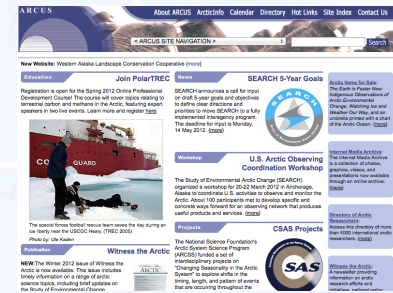 ARCUS
About ARCUS ArcticInfo Calendar Directory Hot Links Site Index Contact Us
< ARCUS SITE NAVIGATION >
Search
New Website: Western Alaska Landscape Conservation Cooperative (more)
Education
Join PolarTREC
Registration is open for the Spring 2012 Online Professional
Development Course! The course will cover topics relating to
terrestrial carbon and methane in the Arctic, featuring expert
speakers in two live events. Learn more and register here.
COAST GUARD
The special forces football rescue team saves the day during an
ice liberty near the USCGC Healy. (TREC 2005)
Photo by: Ute Kaden
Publication
Witness the Arctic
NEW: The Winter 2012 issue of Witness the
Arctic is now available. This issue includes
timely information on a range of arctic
science topics, including brief updates on
the Study of Environmental Change
ARCTIC
News
SEARCH 5-Year Goals
SEARCH announces a call for input
on draft 5-year goals and objectives
to define clear directions and
priorities to move SEARCH to a fully
implemented interagency program.
The deadline for input is Monday,
14 May 2012. (more)
Workshop
U.S. Arctic Observing
Coordination Workshop
The Study of Environmental Arctic Change (SEARCH)
organized a workshop for 20-22 March 2012 in Anchorage,
Alaska to coordinate U.S. activities to observe and monitor the
Arctic. About 100 participants met to develop specific and
concrete ways forward for an observing network that produces
useful products and services. (more)
Projects
CSAS Projects
The National Science Foundation's
Arctic System Science Program
(ARCSS) funded a set of
interdisciplinary projects on
"Changing Seasonality in the Arctic
System" to explore shifts in the
timing, length, and pattern of events
that are occurring throughout the
SAS
Arctic Items for Sale:
The Earth is Faster Now:
Indigenous Observations of
Arctic Environmental
Change, Watching Ice and
Weather Our Way, and an
umbrella printed with a chart
of the Arctic Ocean. (more)
Internet Media Archive
The Internet Media Archive
is a collection of photos,
graphics, videos, and
presentations now available
through an online archive.
(more)
Directory of Arctic
Researchers:
Access this directory of more
than 4000 international arctic
researchers. (more)
Witness the Arctic:
A newsletter providing
information on arctic
research efforts and
initiatives, national policy